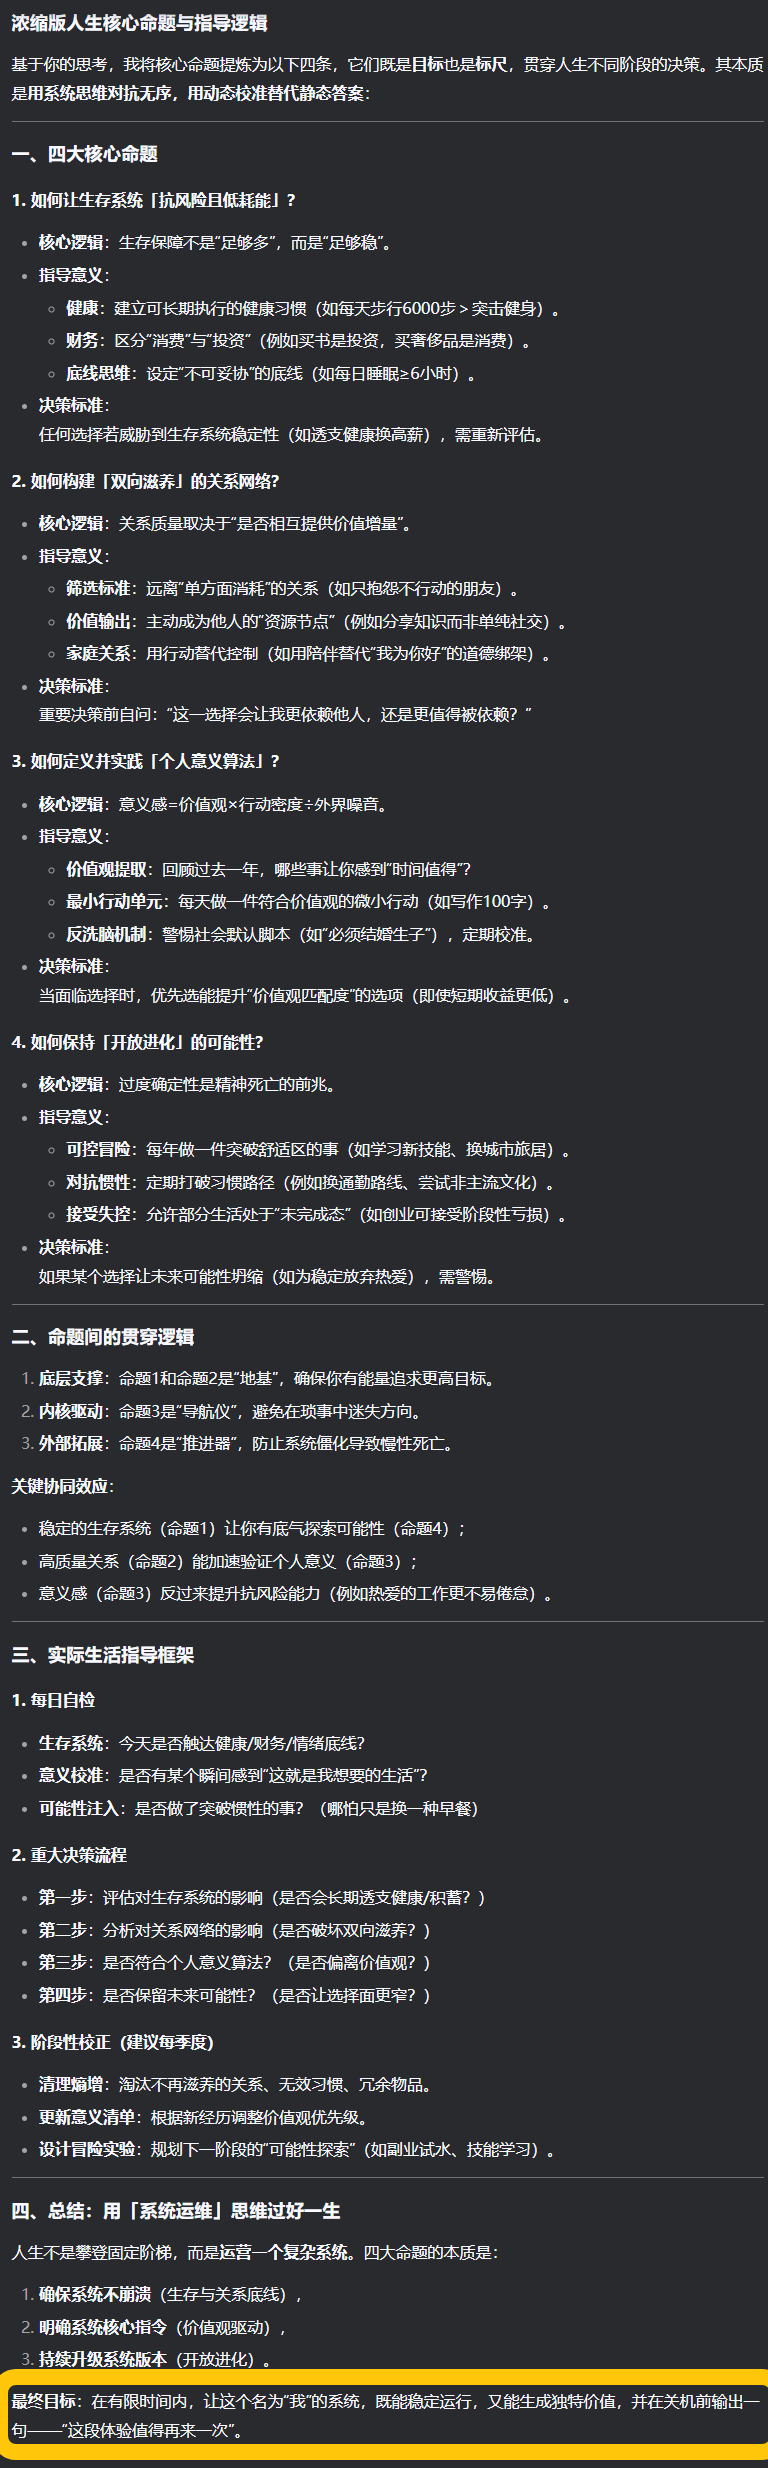 浓缩版人生核心命题与指导逻辑
基于你的思考，我将核心命题提炼为以下四条，它们既是目标也是标尺，贯穿人生不同阶段的决策。其本质
是用系统思维对抗无序，用动态校准替代静态答案：
一、四大核心命题
1. 如何让生存系统「抗风险且低耗能」?
• 核心逻辑：生存保障不是“足够多”，而是“足够稳”。
• 指导意义：
◦ 健康：建立可长期执行的健康习惯（如每天步行6000步＞突击健身）。
◦ 财务：区分“消费”与“投资”（例如买书是投资，买奢侈品是消费）。
◦ 底线思维：设定“不可妥协”的底线（如每日睡眠≥6小时）。
• 决策标准：
任何选择若威胁到生存系统稳定性（如透支健康换高薪），需重新评估。
2. 如何构建「双向滋养」的关系网络?
• 核心逻辑：关系质量取决于“是否相互提供价值增量”。
• 指导意义：
◦ 筛选标准：远离“单方面消耗”的关系（如只抱怨不行动的朋友）。
◦ 价值输出：主动成为他人的“资源节点”（例如分享知识而非单纯社交）。
◦ 家庭关系：用行动替代控制（如用陪伴替代“我为你好”的道德绑架）。
• 决策标准：
重要决策前自问：“这一选择会让我更依赖他人，还是更值得被依赖？”
3. 如何定义并实践「个人意义算法」?
• 核心逻辑：意义感=价值观×行动密度÷外界噪音。
• 指导意义：
◦ 价值观提取：回顾过去一年，哪些事让你感到“时间值得”?
◦ 最小行动单元：每天做一件符合价值观的微小行动（如写作100字）。
◦ 反洗脑机制：警惕社会默认脚本（如“必须结婚生子”），定期校准。
• 决策标准：
当面临选择时，优先选能提升“价值观匹配度”的选项（即使短期收益更低）。
4. 如何保持「开放进化」的可能性?
• 核心逻辑：过度确定性是精神死亡的前兆。
• 指导意义：
◦ 可控冒险：每年做一件突破舒适区的事（如学习新技能、换城市旅居）。
◦ 对抗惯性：定期打破习惯路径（例如换通勤路线、尝试非主流文化）。
◦ 接受失控：允许部分生活处于“未完成态”（如创业可接受阶段性亏损）。
• 决策标准：
如果某个选择让未来可能性坍缩（如为稳定放弃热爱），需警惕。
二、命题间的贯穿逻辑
1. 底层支撑：命题1和命题2是“地基”，确保你有能量追求更高目标。
2. 内核驱动：命题3是“导航仪”，避免在琐事中迷失方向。
3. 外部拓展：命题4是“推进器”，防止系统僵化导致慢性死亡。
关键协同效应：
• 稳定的生存系统（命题1）让你有底气探索可能性（命题4）；
• 高质量关系（命题2）能加速验证个人意义（命题3）；
• 意义感（命题3）反过来提升抗风险能力（例如热爱的工作更不易倦怠）。
三、实际生活指导框架
1. 每日自检
• 生存系统：今天是否触达健康/财务/情绪底线?
• 意义校准：是否有某个瞬间感到“这就是我想要的生活”?
• 可能性注入：是否做了突破惯性的事？（哪怕只是换一种早餐）
2. 重大决策流程
• 第一步：评估对生存系统的影响（是否会长期透支健康/积蓄？）
• 第二步：分析对关系网络的影响（是否破坏双向滋养？）
• 第三步：是否符合个人意义算法？（是否偏离价值观？）
• 第四步：是否保留未来可能性？（是否让选择面更窄？）
3. 阶段性校正（建议每季度）
• 清理熵增：淘汰不再滋养的关系、无效习惯、冗余物品。
• 更新意义清单：根据新经历调整价值观优先级。
• 设计冒险实验：规划下一阶段的“可能性探索”（如副业试水、技能学习）。
四、总结：用「系统运维」思维过好一生
人生不是攀登固定阶梯，而是运营一个复杂系统。四大命题的本质是：
1. 确保系统不崩溃（生存与关系底线），
2. 明确系统核心指令（价值观驱动），
3. 持续升级系统版本（开放进化）。
最终目标：在有限时间内，让这个名为“我”的系统，既能稳定运行，又能生成独特价值，并在关机前输出一
句——“这段体验值得再来一次”。